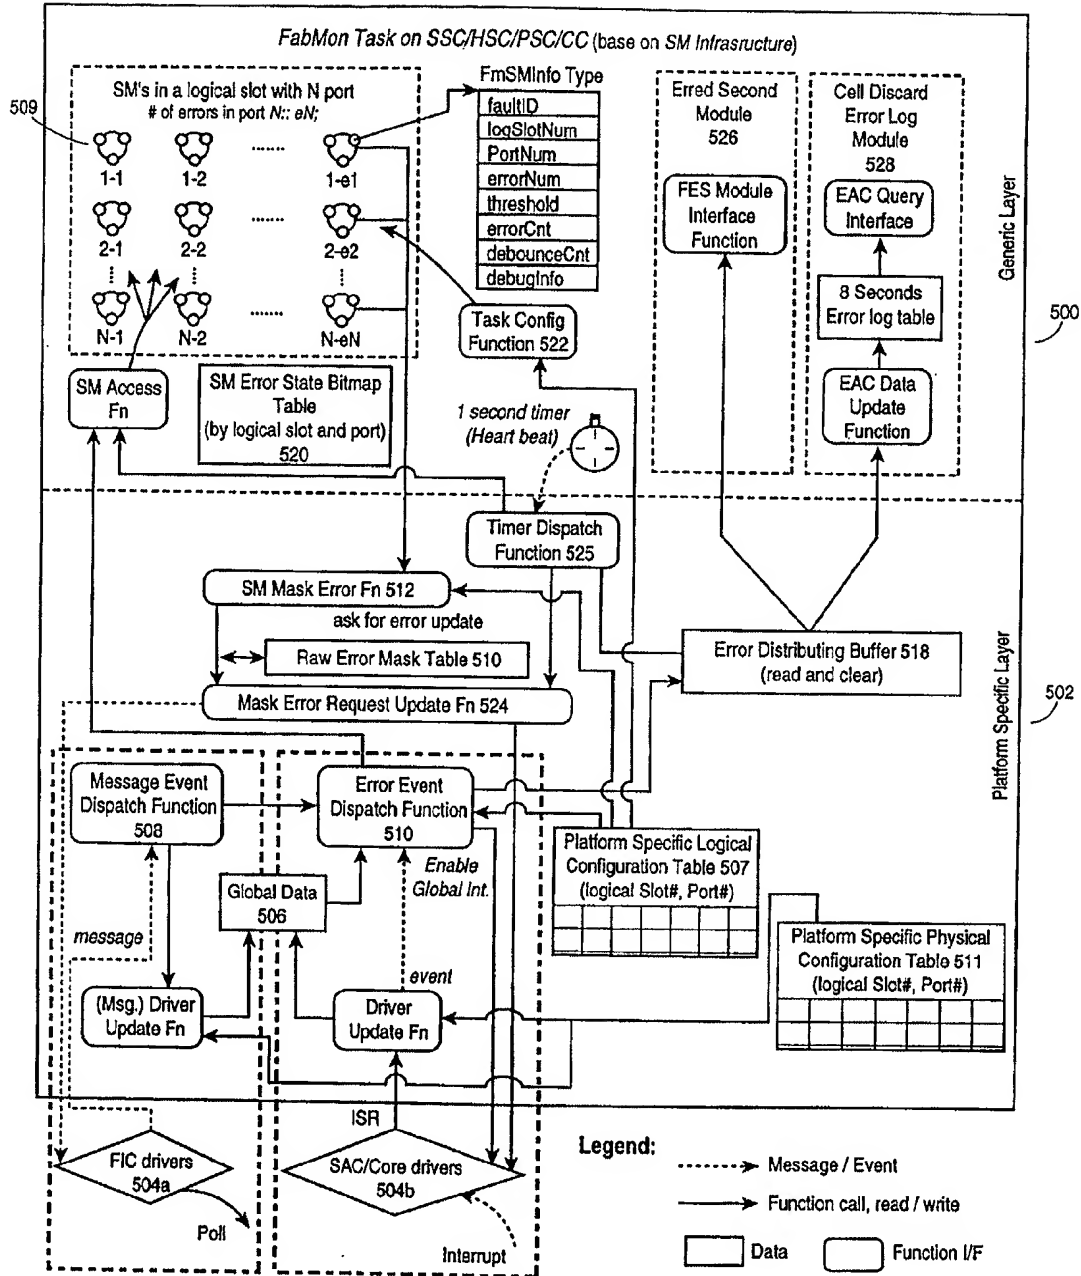 FabMon Task on SSC/HSC/PSC/CC (base on SM Infrasructure)
SM's in a logical slot with N port
# of errors in port N:: eN;
509
1-1
1-2
.......
1-e1
2-1
2-2
.......
2-e2
N-1
N-2
.......
N-eN
FmSMInfo Type
faultID
logSlotNum
PortNum
errorNum
threshold
errorCnt
debounceCnt
debugInfo
Erred Second
Module
526
FES Module
Interface
Function
Cell Discard
Error Log
Module
528
EAC Query
Interface
8 Seconds
Error log table
EAC Data
Update
Function
Generic Layer
500
Task Config
Function 522
SM Access
Fn
SM Error State Bitmap
Table
(by logical slot and port)
520
1 second timer
(Heart beat)
Timer Dispatch
Function 525
SM Mask Error Fn 512
ask for error update
Raw Error Mask Table 510
Mask Error Request Update Fn 524
Error Distributing Buffer 518
(read and clear)
Platform Specific Layer
502
Message Event
Dispatch Function
508
Error Event
Dispatch Function
510
Enable
Global Int.
Platform Specific Logical
Configuration Table 507
(logical Slot#, Port#)
Global Data
506
message
event
Platform Specific Physical
Configuration Table 511
(logical Slot#, Port#)
(Msg.) Driver
Update Fn
Driver
Update Fn
ISR
FIC drivers
504a
SAC/Core drivers
504b
Poll
Interrupt
Legend:
Message / Event
Function call, read / write
Data
Function I/F